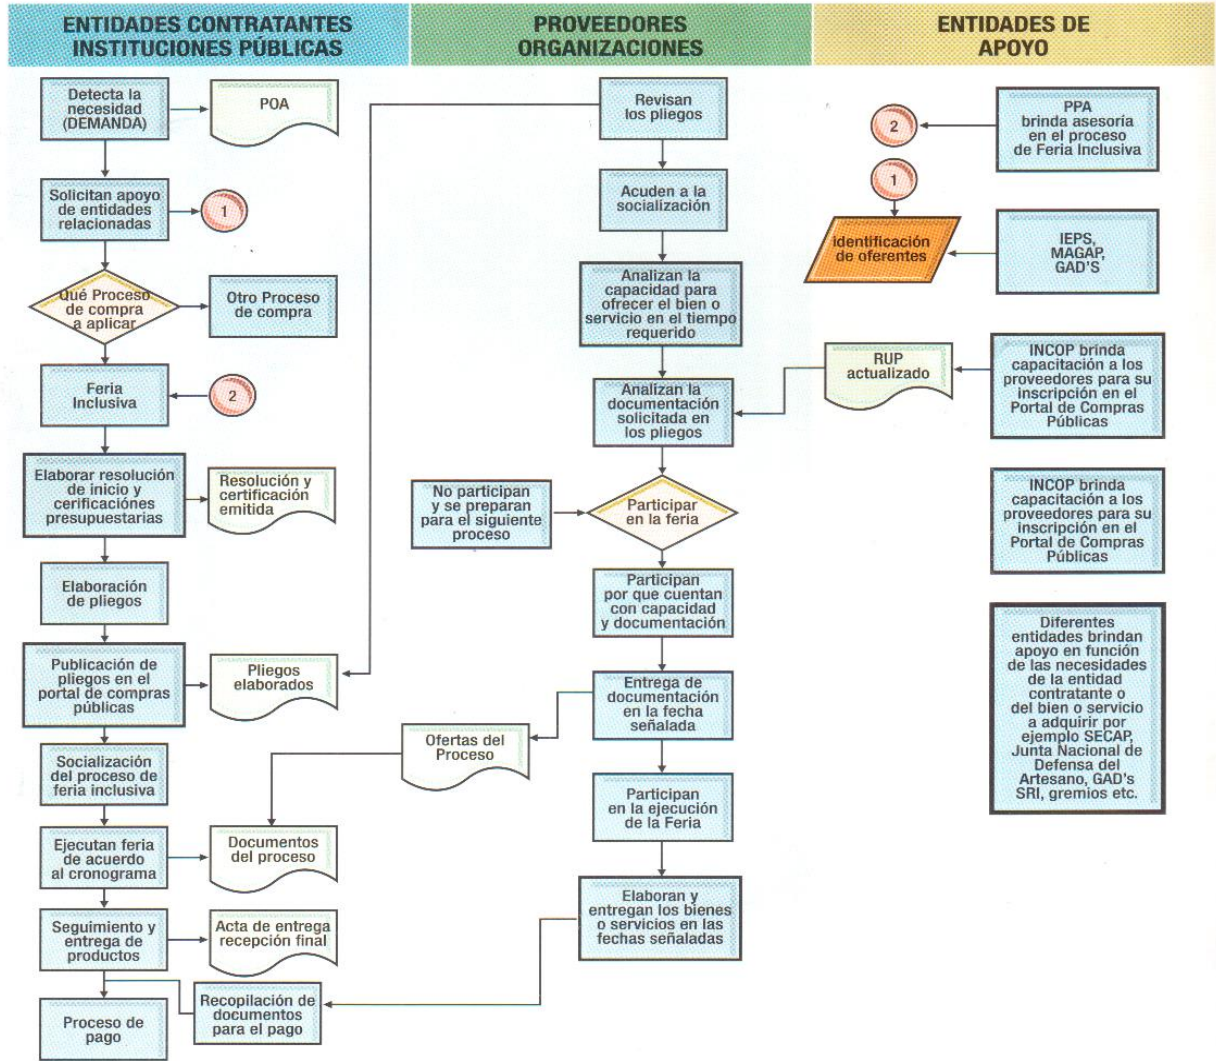 ENTIDADES CONTRATANTES
INSTITUCIONES PÚBLICAS
PROVEEDORES
ORGANIZACIONES
ENTIDADES DE
APOYO
Detecta la
necesidad
(DEMANDA)
POA
Solicitan apoyo
de entidades
relacionadas
1
Qué Proceso
de compra
a aplicar
Otro Proceso
de compra
Feria
Inclusiva
2
Elaborar resolución
de inicio y
cerificaciónes
presupuestarias
Resolución y
certificación
emitida
Elaboración
de pliegos
Publicación de
pliegos en el
portal de compras
públicas
Pliegos
elaborados
Socialización
del proceso de
feria inclusiva
Ejecutan feria
de acuerdo
al cronograma
Documentos
del proceso
Seguimiento y
entrega de
productos
Acta de entrega
recepción final
Proceso de
pago
Recopilación de
documentos
para el pago
Revisan
los pliegos
Acuden a la
socialización
Analizan la
capacidad para
ofrecer el bien o
servicio en el tiempo
requerido
Analizan la
documentación
solicitada en
los pliegos
No participan
y se preparan
para el siguiente
proceso
Participar
en la feria
Participan
por que cuentan
con capacidad
y documentación
Entrega de
documentación
en la fecha
señalada
Ofertas del
Proceso
Participan
en la ejecución
de la Feria
Elaboran y
entregan los bienes
o servicios en las
fechas señaladas
2
PPA
brinda asesoría
en el proceso
de Feria Inclusiva
1
identificación
de oferentes
IEPS,
MAGAP,
GAD'S
RUP
actualizado
INCOP brinda
capacitación a los
proveedores para su
inscripción en el
Portal de Compras
Públicas
INCOP brinda
capacitación a los
proveedores para su
inscripción en el
Portal de Compras
Públicas
Diferentes
entidades brindan
apoyo en función
de las necesidades
de la entidad
contratante o
del bien o servicio
a adquirir por
ejemplo SECAP,
Junta Nacional de
Defensa del
Artesano, GAD's
SRI, gremios etc.